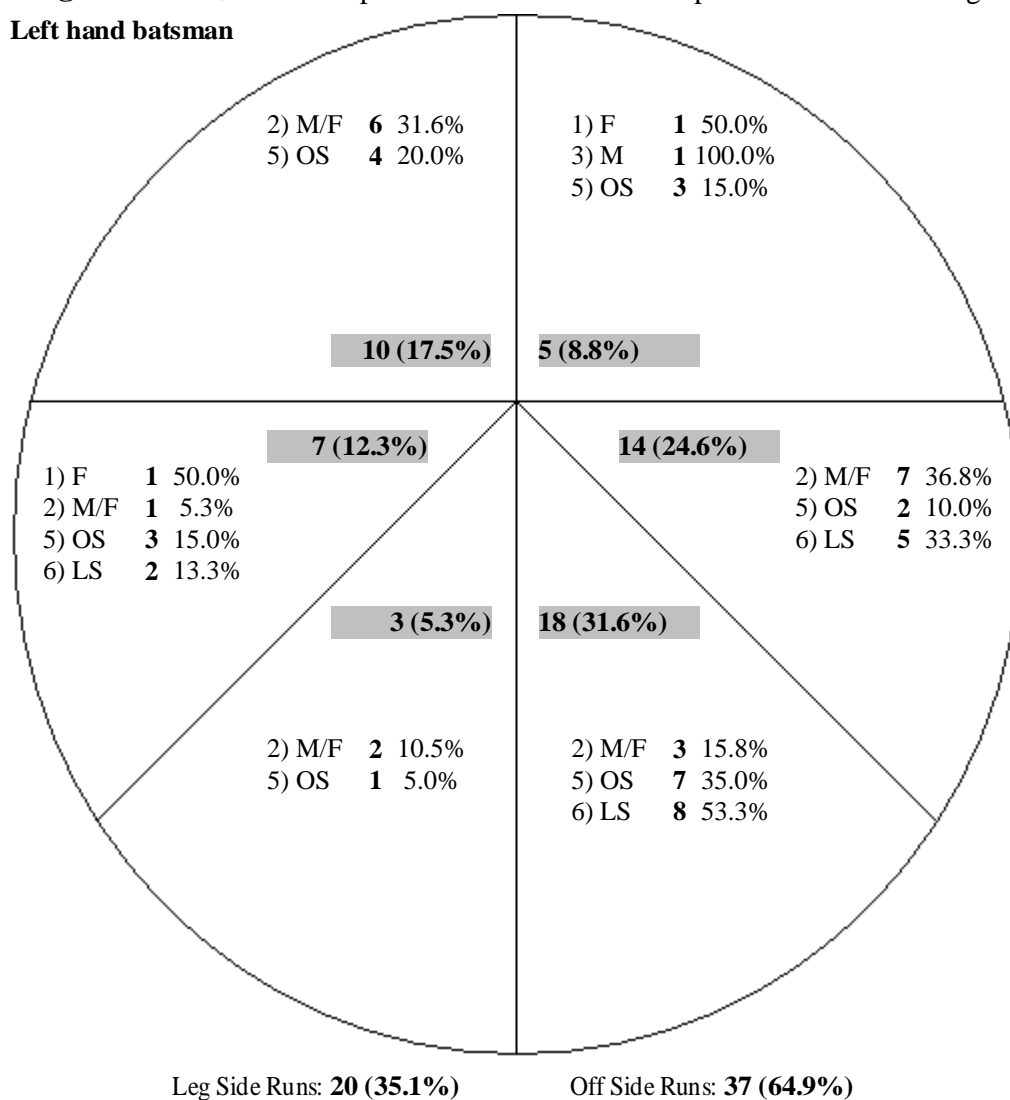 Left hand batsman
2) M/F 6 31.6%
5) OS 4 20.0%
1) F 1 50.0%
3) M 1 100.0%
5) OS 3 15.0%
10 (17.5%)
5 (8.8%)
7 (12.3%)
14 (24.6%)
1) F 1 50.0%
2) M/F 1 5.3%
5) OS 3 15.0%
6) LS 2 13.3%
2) M/F 7 36.8%
5) OS 2 10.0%
6) LS 5 33.3%
3 (5.3%)
18 (31.6%)
2) M/F 2 10.5%
5) OS 1 5.0%
2) M/F 3 15.8%
5) OS 7 35.0%
6) LS 8 53.3%
Leg Side Runs: 20 (35.1%)
Off Side Runs: 37 (64.9%)